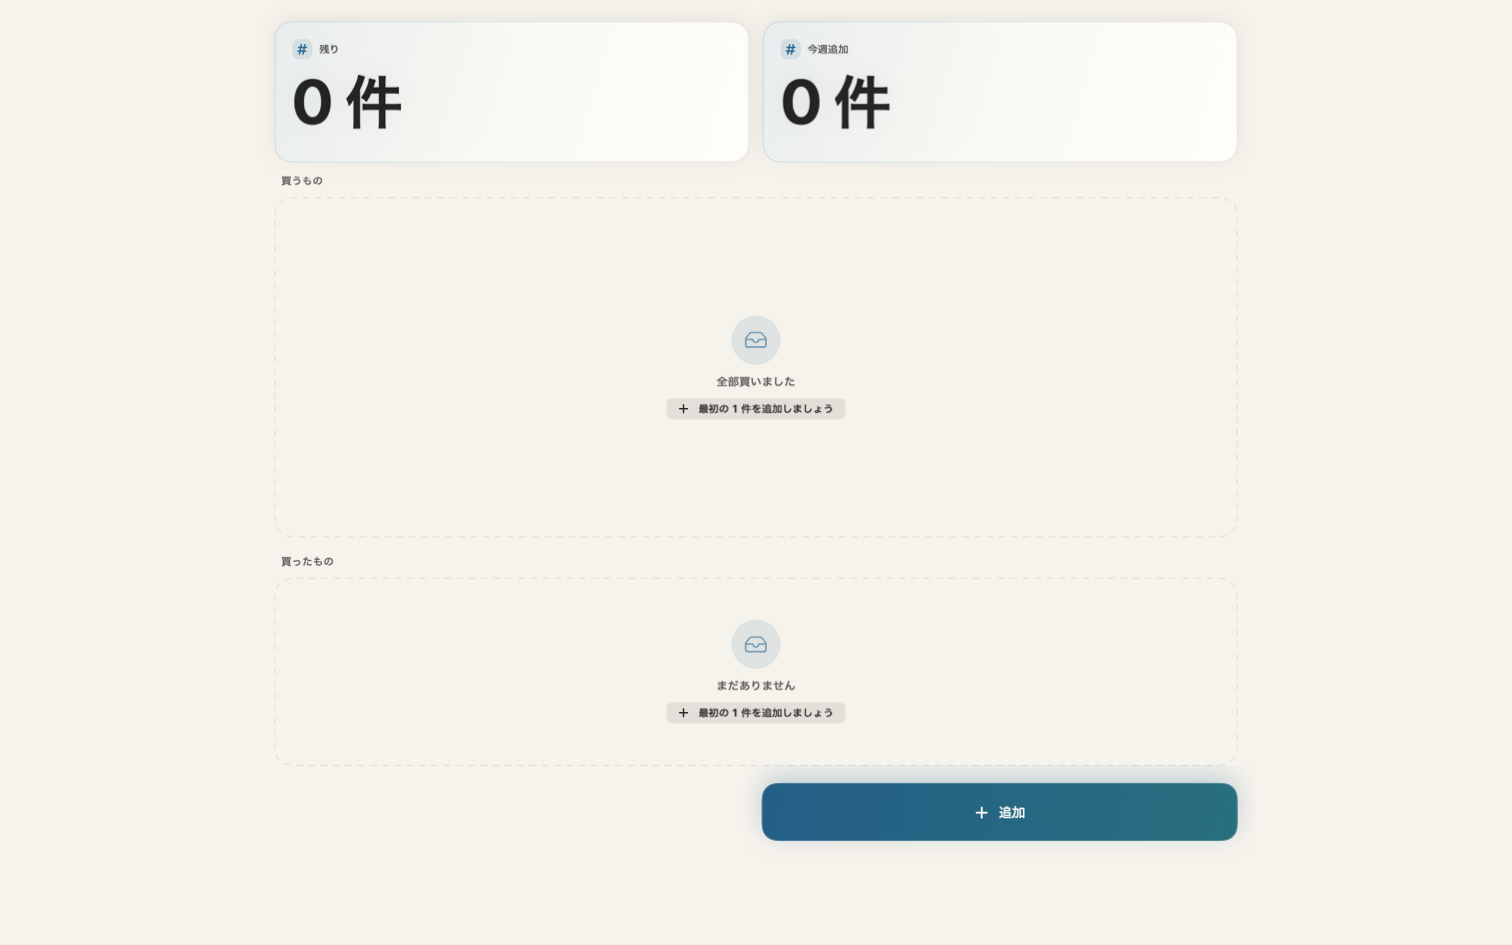 # 残り
0 件
# 今週追加
0 件
買うもの
全部買いました
+ 最初の 1 件を追加しましょう
買ったもの
まだありません
+ 最初の 1 件を追加しましょう
+ 追加